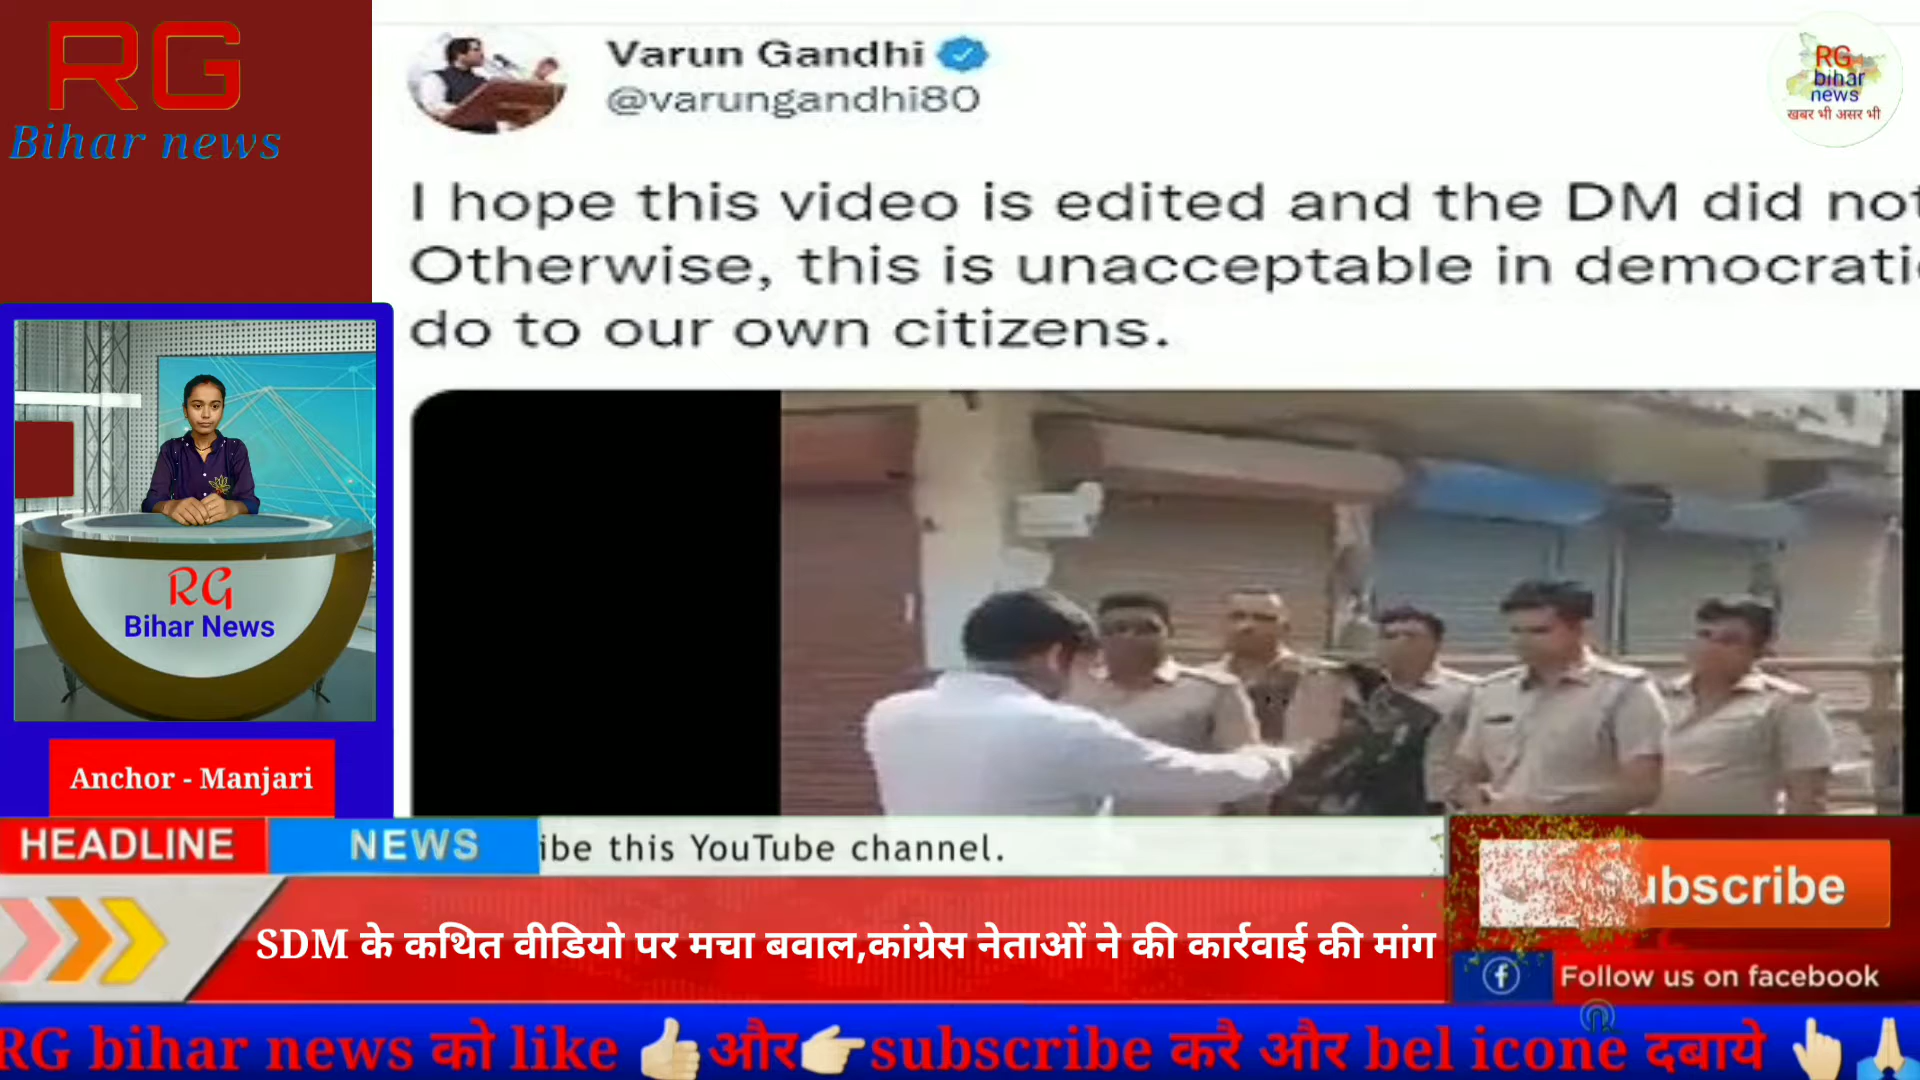 RG
Bihar news
Varun Gandhi
@varungandhi80
I hope this video is edited and the DM did not
Otherwise, this is unacceptable in
do to our own citizens.
RG
bihar
news
खबर भी असर भी
RG
Bihar News
Anchor - Manjari
HEADLINE NEWS
this YouTube channel.
SDM के कथित वीडियो पर मचा बवाल,कांग्रेस नेताओं ने की कार्रवाई की मांग
ubscribe
Follow us on facebook
RG bihar news को like 👍 और👉subscribe करै और bel icone दबाये 👆🙏